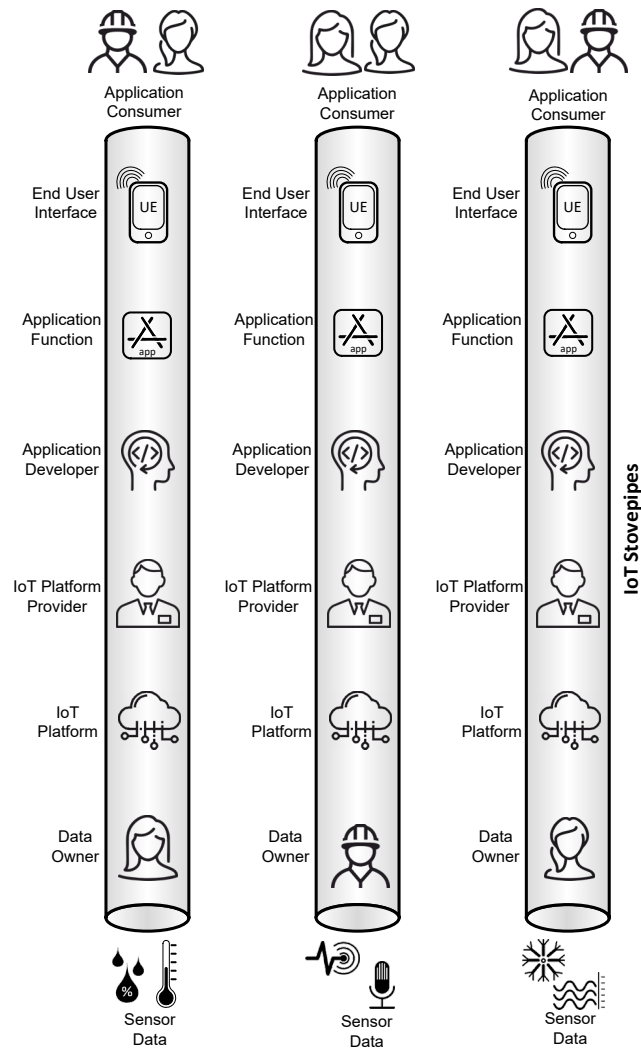 Application
Consumer
Application
Consumer
Application
Consumer
End User
Interface
UE
End User
Interface
UE
End User
Interface
UE
Application
Function
app
Application
Function
app
Application
Function
app
Application
Developer
</>
Application
Developer
</>
Application
Developer
</>
IoT Stovepipes
IoT Platform
Provider
IoT Platform
Provider
IoT Platform
Provider
IoT
Platform
IoT
Platform
IoT
Platform
Data
Owner
Data
Owner
Data
Owner
%
Sensor
Data
Sensor
Data
Sensor
Data